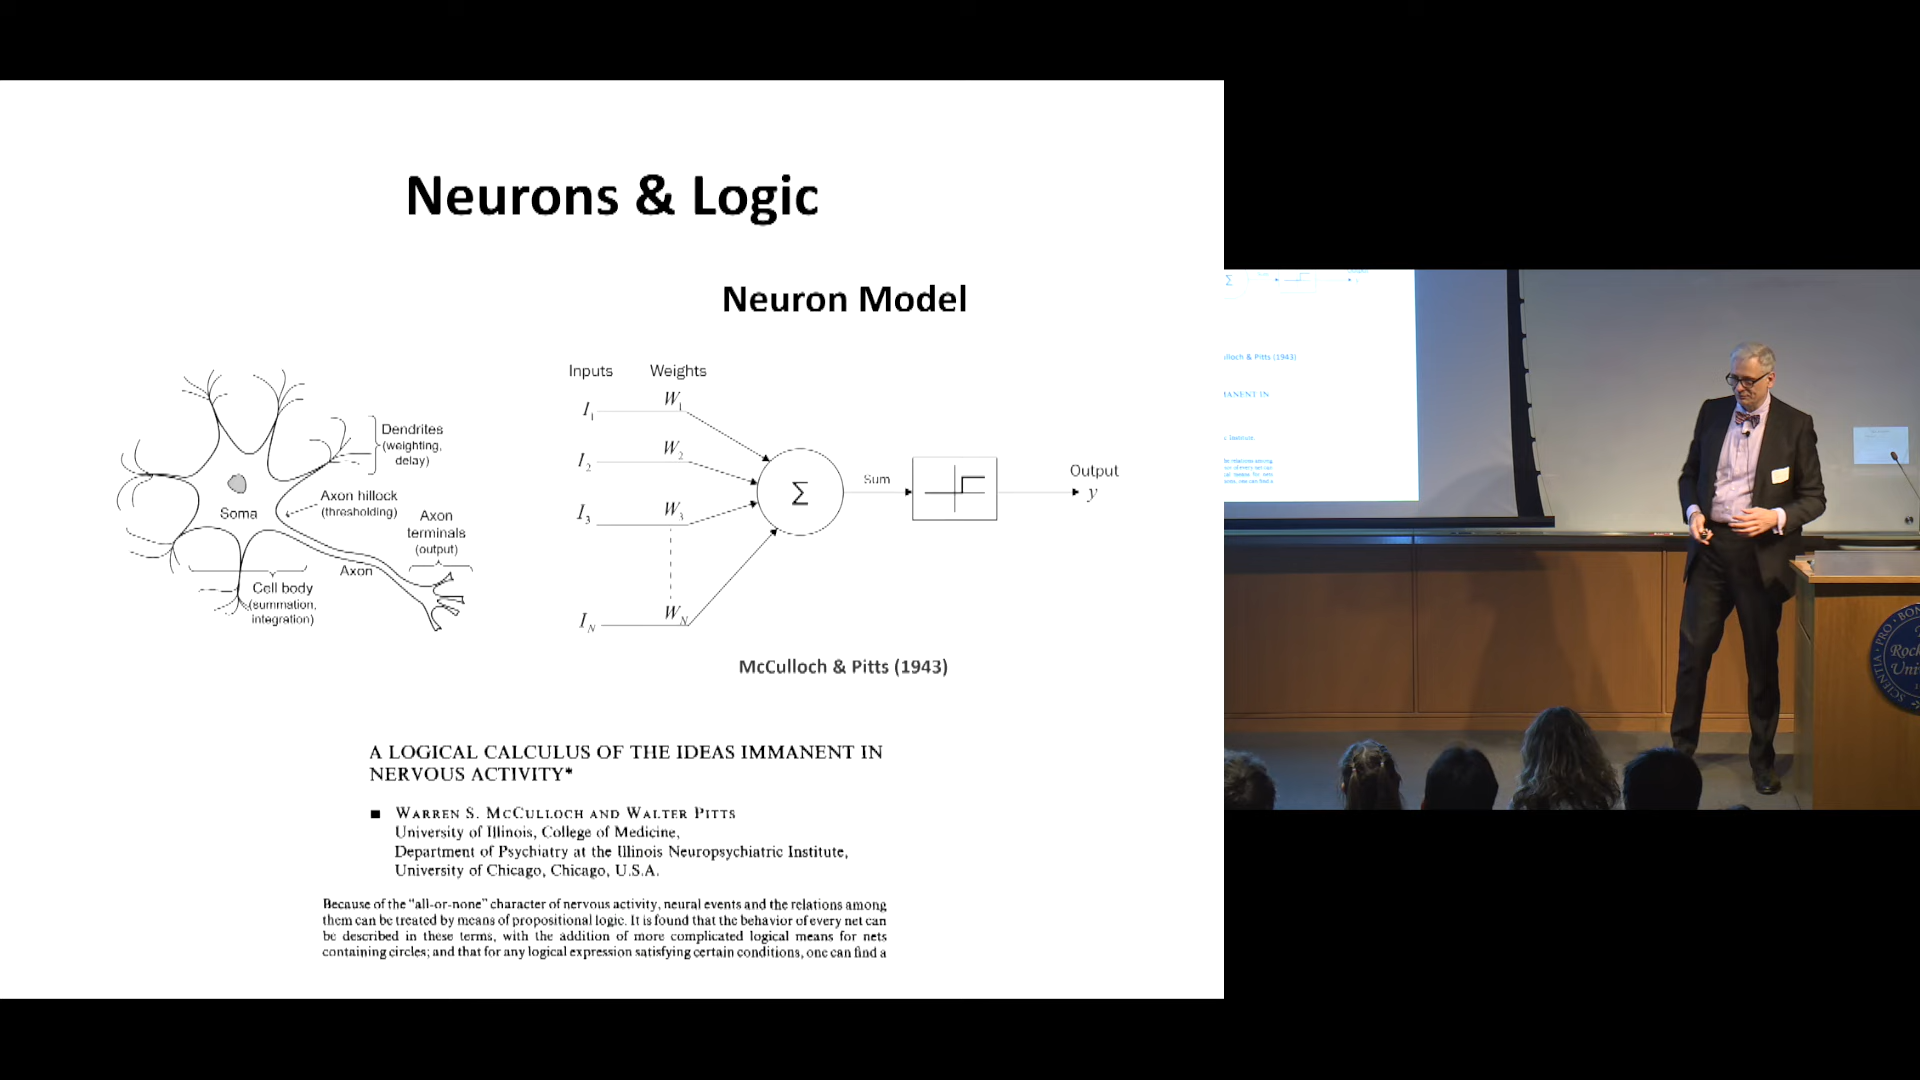 Neurons & Logic
Neuron Model
Inputs
Weights
I1
W1
I2
W2
I3
W3
IN
WN
Σ
Sum
Output
y
Dendrites
(weighting,
delay)
Axon hillock
(thresholding)
Soma
Axon
terminals
(output)
Axon
Cell body
(summation,
integration)
McCulloch & Pitts (1943)
A LOGICAL CALCULUS OF THE IDEAS IMMANENT IN
NERVOUS ACTIVITY*
■ WARREN S. MCCULLOCH AND WALTER PITTS
University of Illinois, College of Medicine,
Department of Psychiatry at the Illinois Neuropsychiatric Institute,
University of Chicago, Chicago, U.S.A.
Because of the “all-or-none” character of nervous activity, neural events and the relations among
them can be treated by means of propositional logic. It is found that the behavior of every net can
be described in these terms, with the addition of more complicated logical means for nets
containing circles; and that for any logical expression satisfying certain conditions, one can find a
Σ
& Pitts (1943)
IN
SCIENTIA PRO